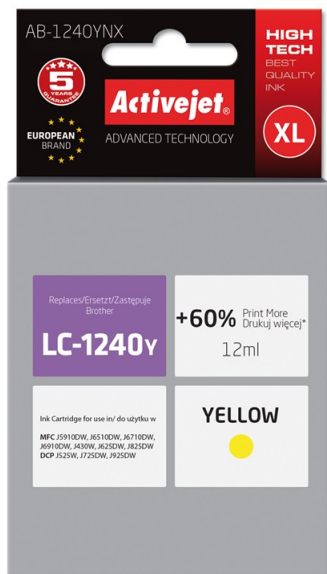 AB-1240YNX
HIGH
TECH
BEST
QUALITY
INK
5
YEARS
GUARANTEE
Activejet®
ADVANCED TECHNOLOGY
EUROPEAN
BRAND
XL
Replaces/Ersetzt/Zastępuje
Brother
LC-1240Y
+60% Print More
Drukuj więcej*
12ml
Ink Cartridge for use in/ do użytku w
MFC J5910DW, J6510DW, J6710DW,
J6910DW, J430W, J625DW, J825DW
DCP J525W, J725DW, J925DW
YELLOW